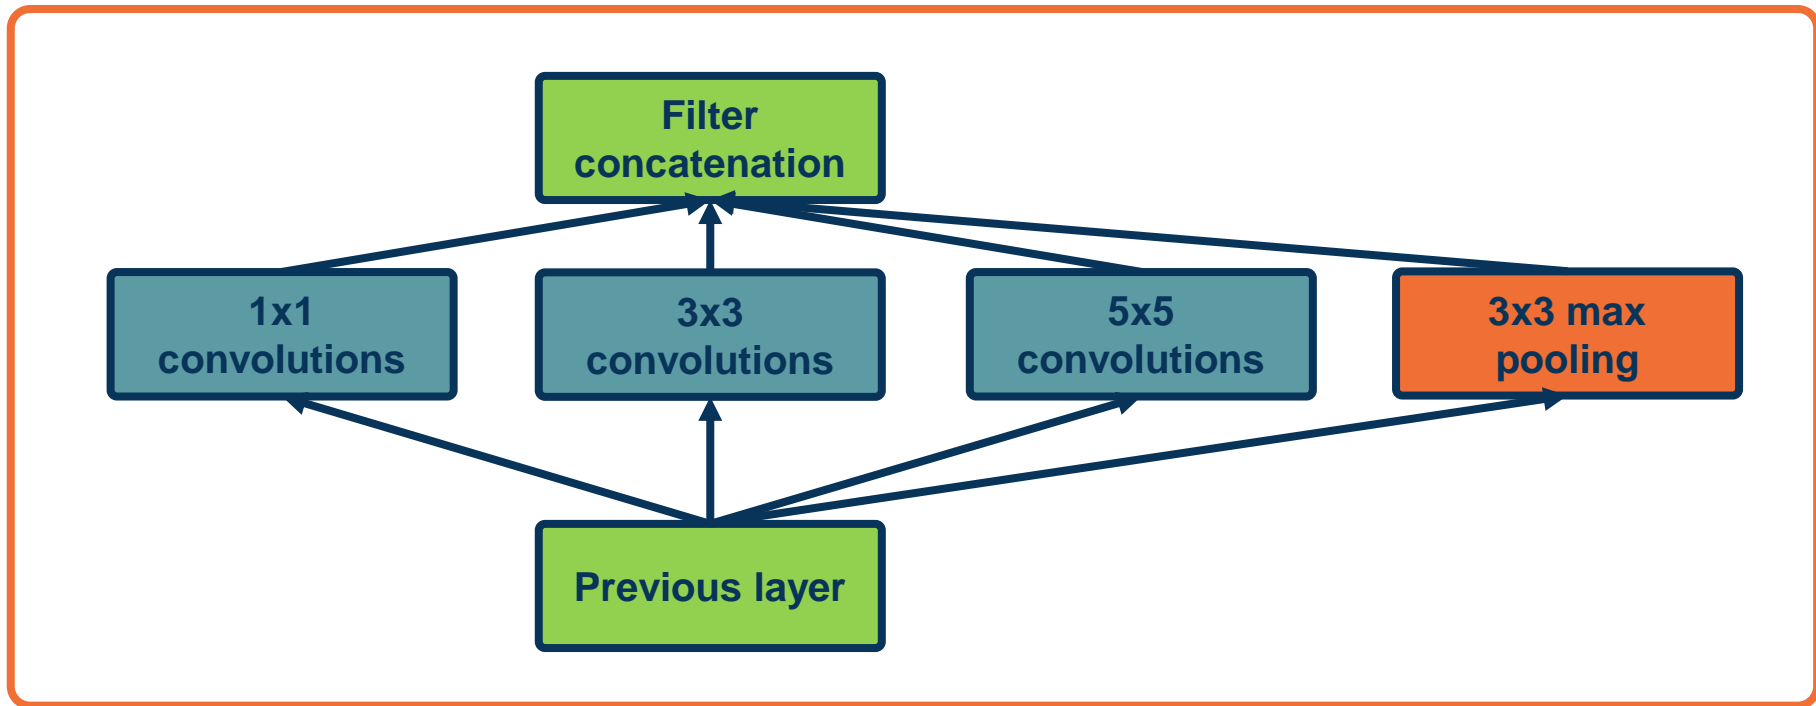 Filter
concatenation
1x1
convolutions
3x3
convolutions
5x5
convolutions
3x3 max
pooling
Previous layer